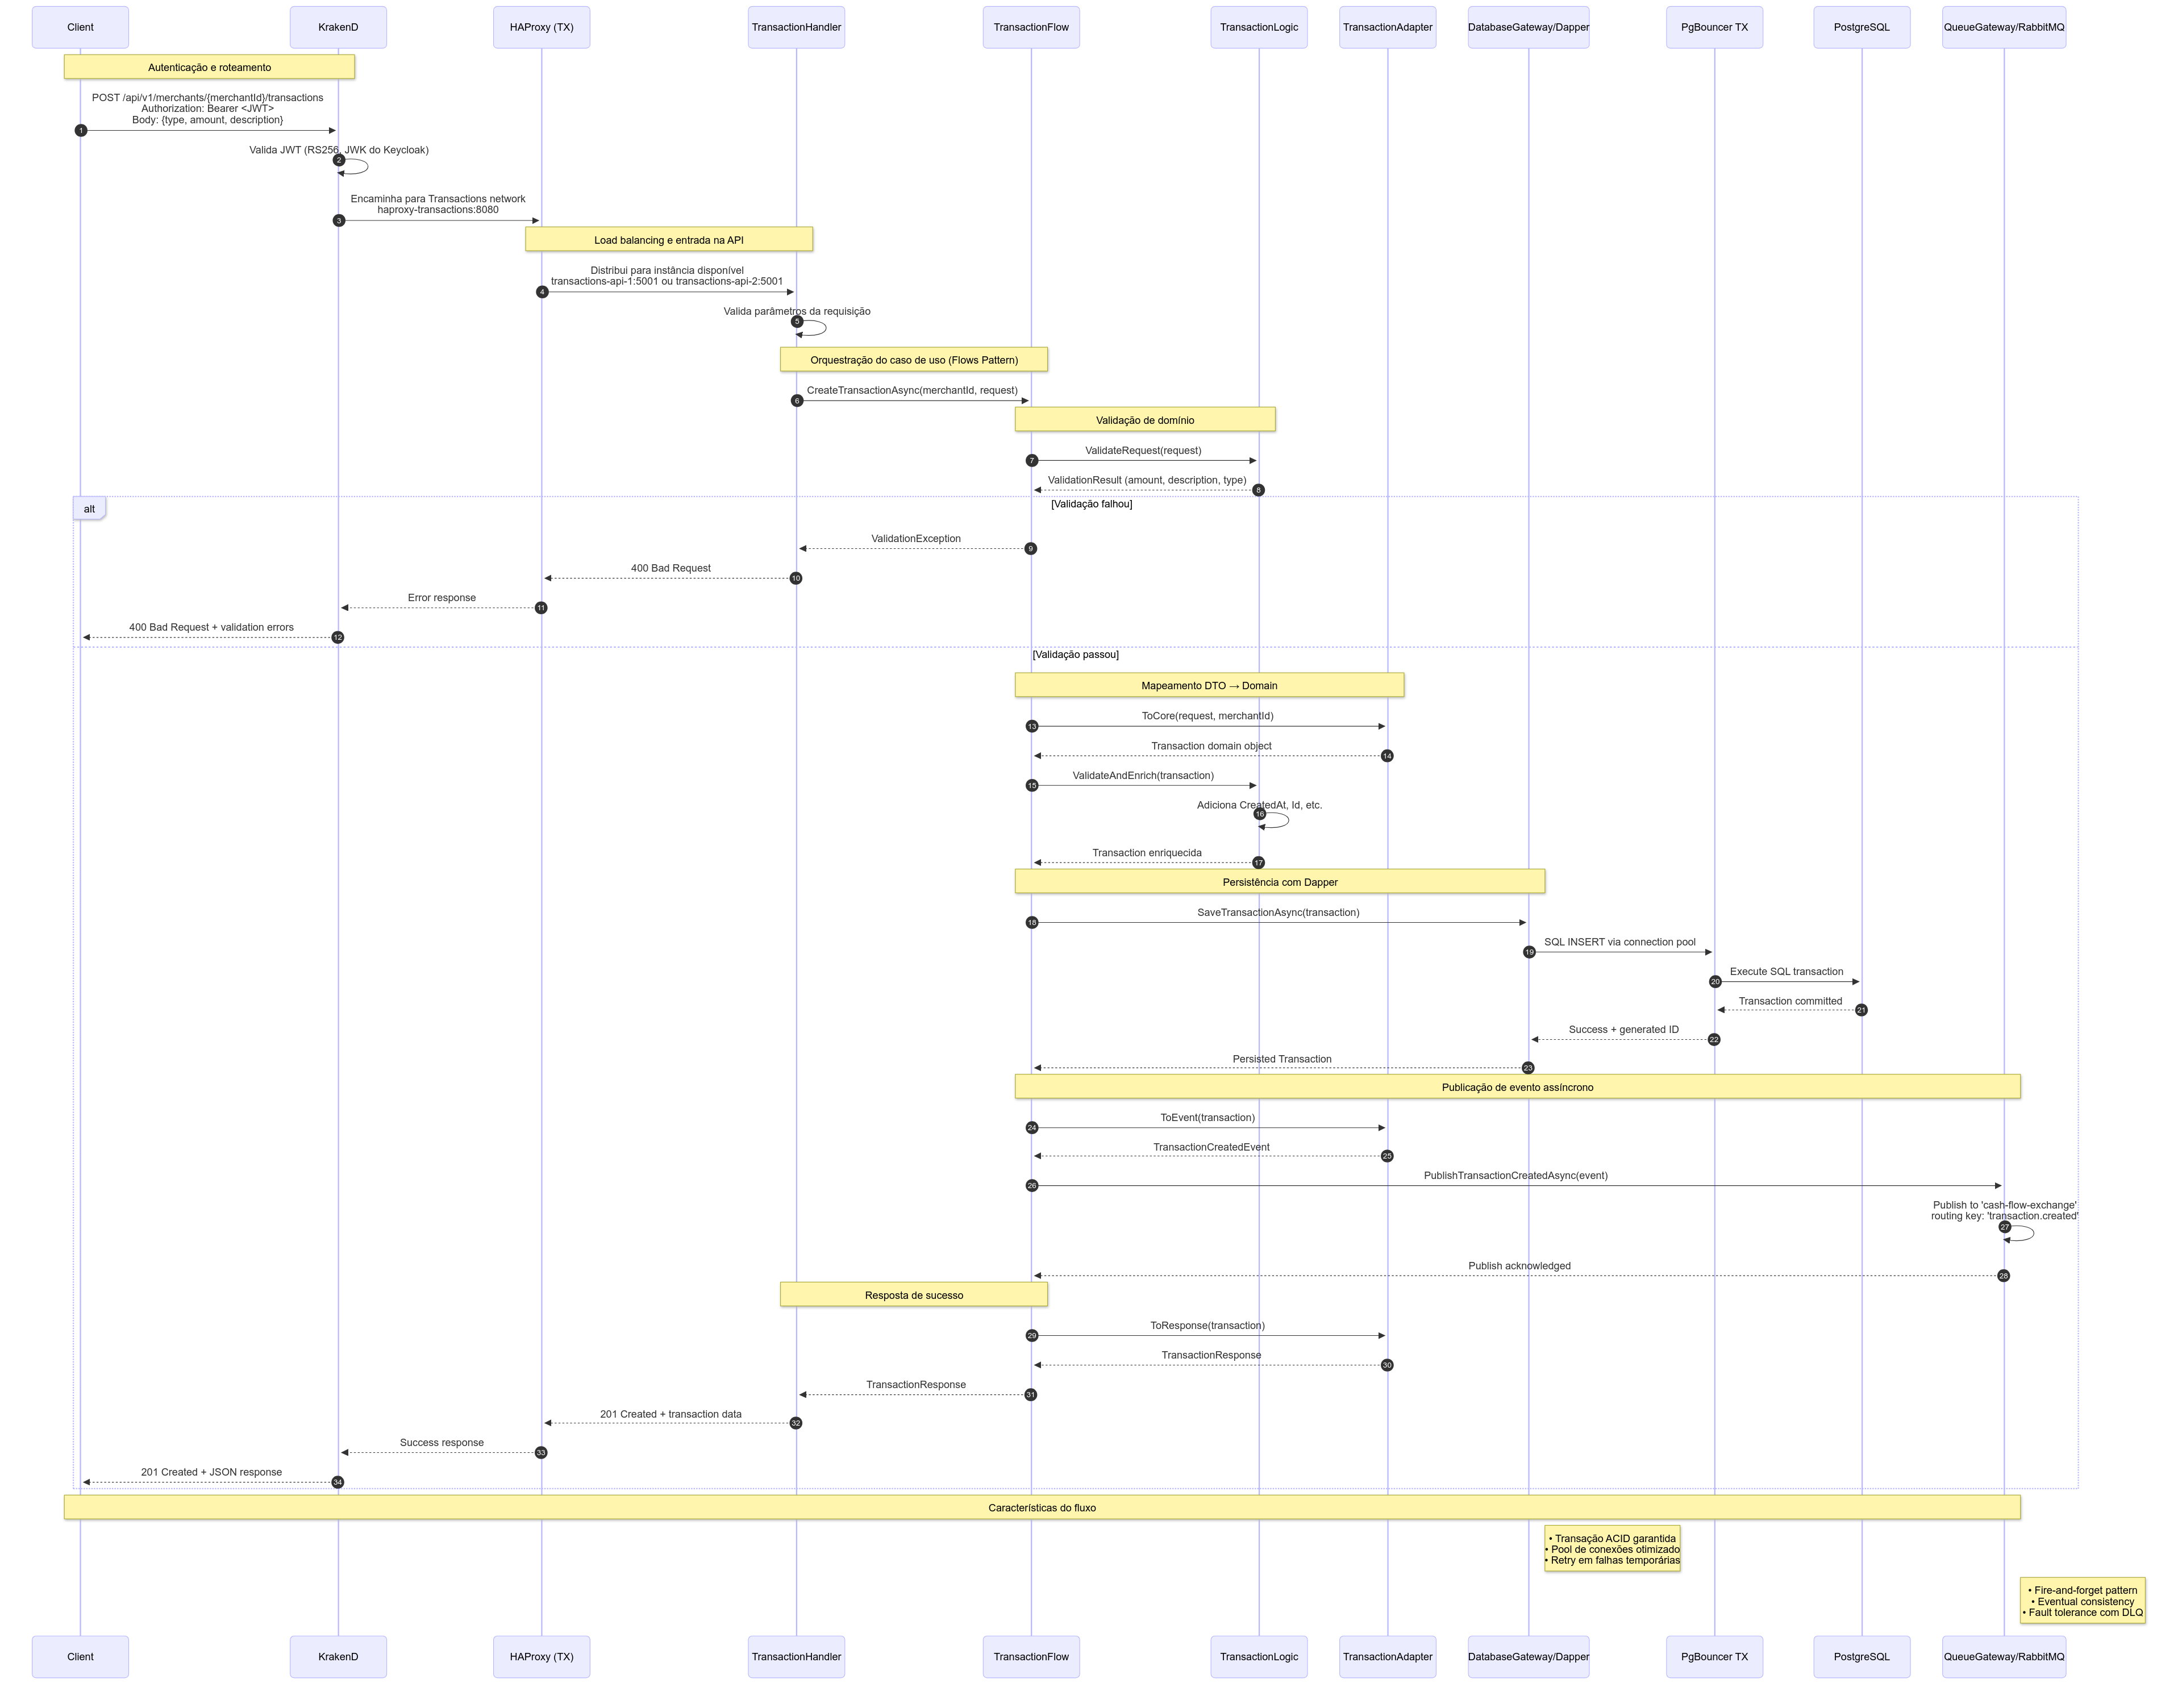 Client
KrakenD
HAProxy (TX)
TransactionHandler
TransactionFlow
TransactionLogic
TransactionAdapter
DatabaseGateway/Dapper
PgBouncer TX
PostgreSQL
QueueGateway/RabbitMQ
Autenticação e roteamento
POST /api/v1/merchants/{merchantId}/transactions
Authorization: Bearer <JWT>
Body: {type, amount, description}
1
Valida JWT (RS256, JWK do Keycloak)
2
Encaminha para Transactions network
haproxy-transactions:8080
3
Load balancing e entrada na API
Distribui para instância disponível
transactions-api-1:5001 ou transactions-api-2:5001
4
Valida parâmetros da requisição
5
Orquestração do caso de uso (Flows Pattern)
CreateTransactionAsync(merchantId, request)
6
Validação de domínio
ValidateRequest(request)
7
ValidationResult (amount, description, type)
8
alt
[Validação falhou]
ValidationException
9
400 Bad Request
10
Error response
11
400 Bad Request + validation errors
12
[Validação passou]
Mapeamento DTO → Domain
ToCore(request, merchantId)
13
Transaction domain object
14
ValidateAndEnrich(transaction)
15
Adiciona CreatedAt, Id, etc.
16
Transaction enriquecida
17
Persistência com Dapper
SaveTransactionAsync(transaction)
18
SQL INSERT via connection pool
19
Execute SQL transaction
20
Transaction committed
21
Success + generated ID
22
Persisted Transaction
23
Publicação de evento assíncrono
ToEvent(transaction)
24
TransactionCreatedEvent
25
PublishTransactionCreatedAsync(event)
26
Publish to 'cash-flow-exchange'
routing key: 'transaction.created'
27
Publish acknowledged
28
Resposta de sucesso
ToResponse(transaction)
29
TransactionResponse
30
TransactionResponse
31
201 Created + transaction data
32
Success response
33
201 Created + JSON response
34
Características do fluxo
• Transação ACID garantida
• Pool de conexões otimizado
• Retry em falhas temporárias
• Fire-and-forget pattern
• Eventual consistency
• Fault tolerance com DLQ
Client
KrakenD
HAProxy (TX)
TransactionHandler
TransactionFlow
TransactionLogic
TransactionAdapter
DatabaseGateway/Dapper
PgBouncer TX
PostgreSQL
QueueGateway/RabbitMQ